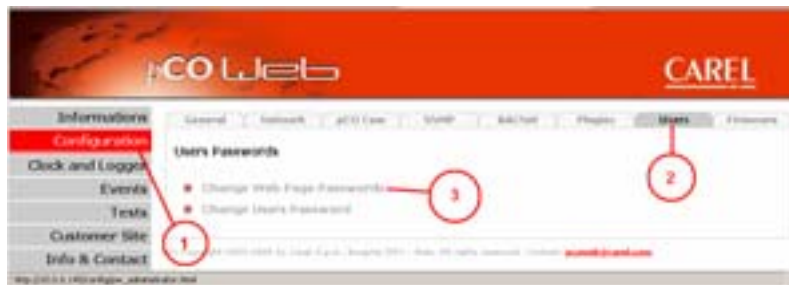 pCO Web
CAREL
Informations
Configuration
Clock and Logger
Events
Tests
Customer Site
Info & Contact
General Network pCO Com SNMP BACnet Plugins Users Firmware
Users Passwords
Change Web Page Passwords
Change Users Password
1
2
3